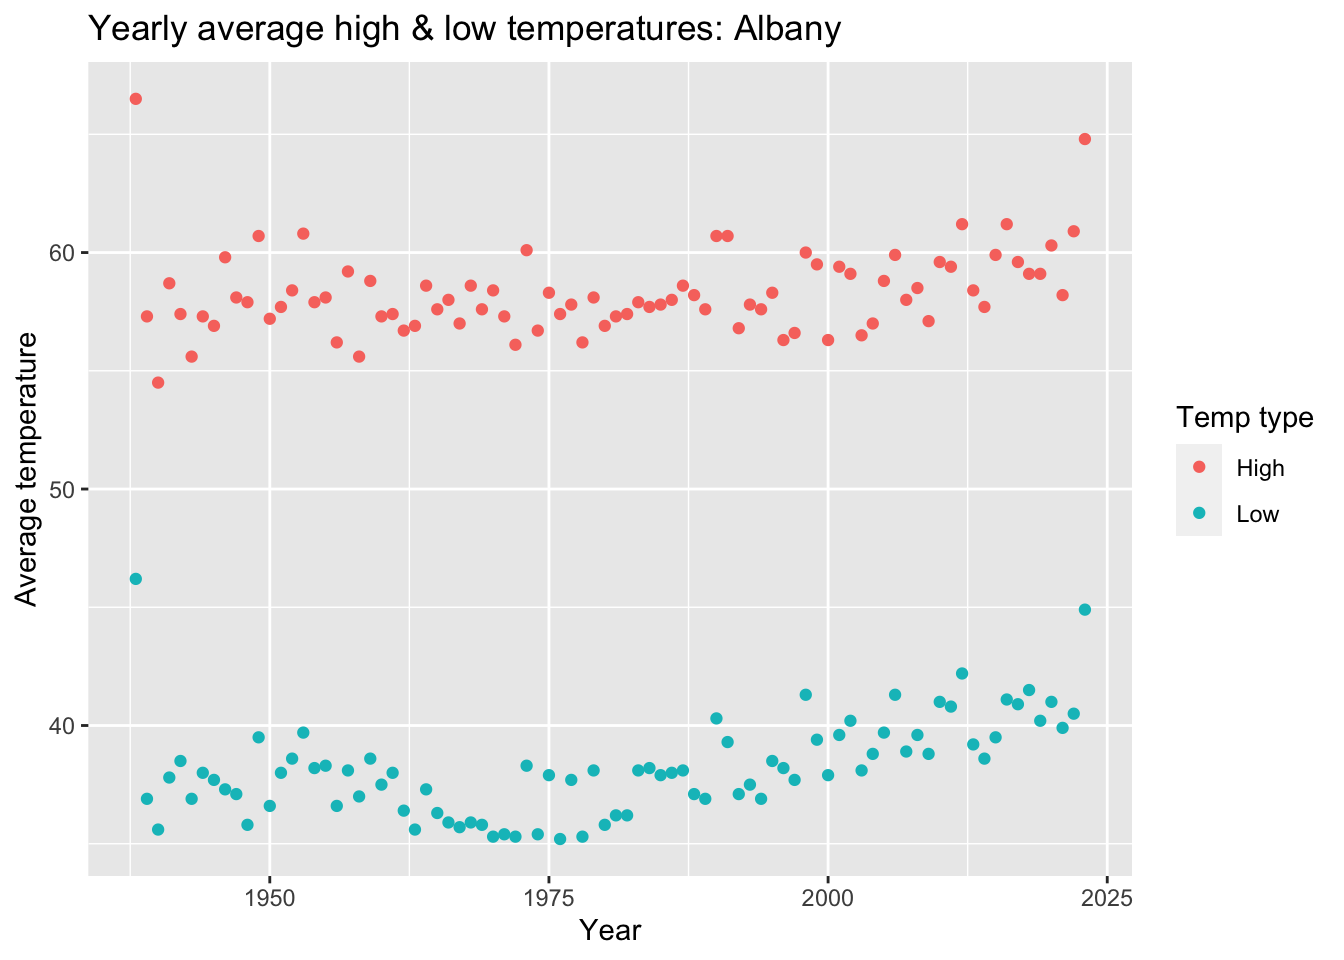 Yearly average high & low temperatures: Albany
60
50
40
Average temperature
1950
1975
2000
2025
Year
Temp type
High
Low